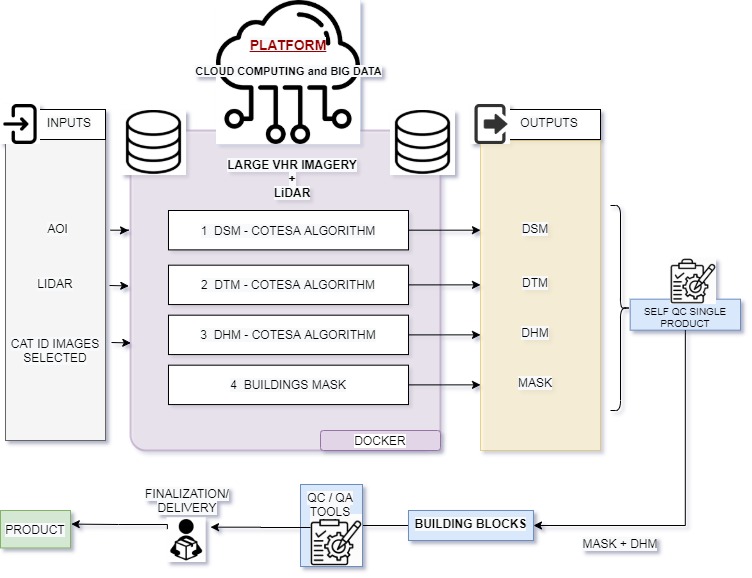 PLATFORM
CLOUD COMPUTING and BIG DATA
INPUTS
OUTPUTS
LARGE VHR IMAGERY
+
LiDAR
AOI
1 DSM - COTESA ALGORITHM
DSM
LIDAR
2 DTM - COTESA ALGORITHM
DTM
CAT ID IMAGES
SELECTED
3 DHM - COTESA ALGORITHM
DHM
4 BUILDINGS MASK
MASK
DOCKER
SELF QC SINGLE
PRODUCT
MASK + DHM
BUILDING BLOCKS
QC / QA
TOOLS
FINALIZATION/
DELIVERY
PRODUCT